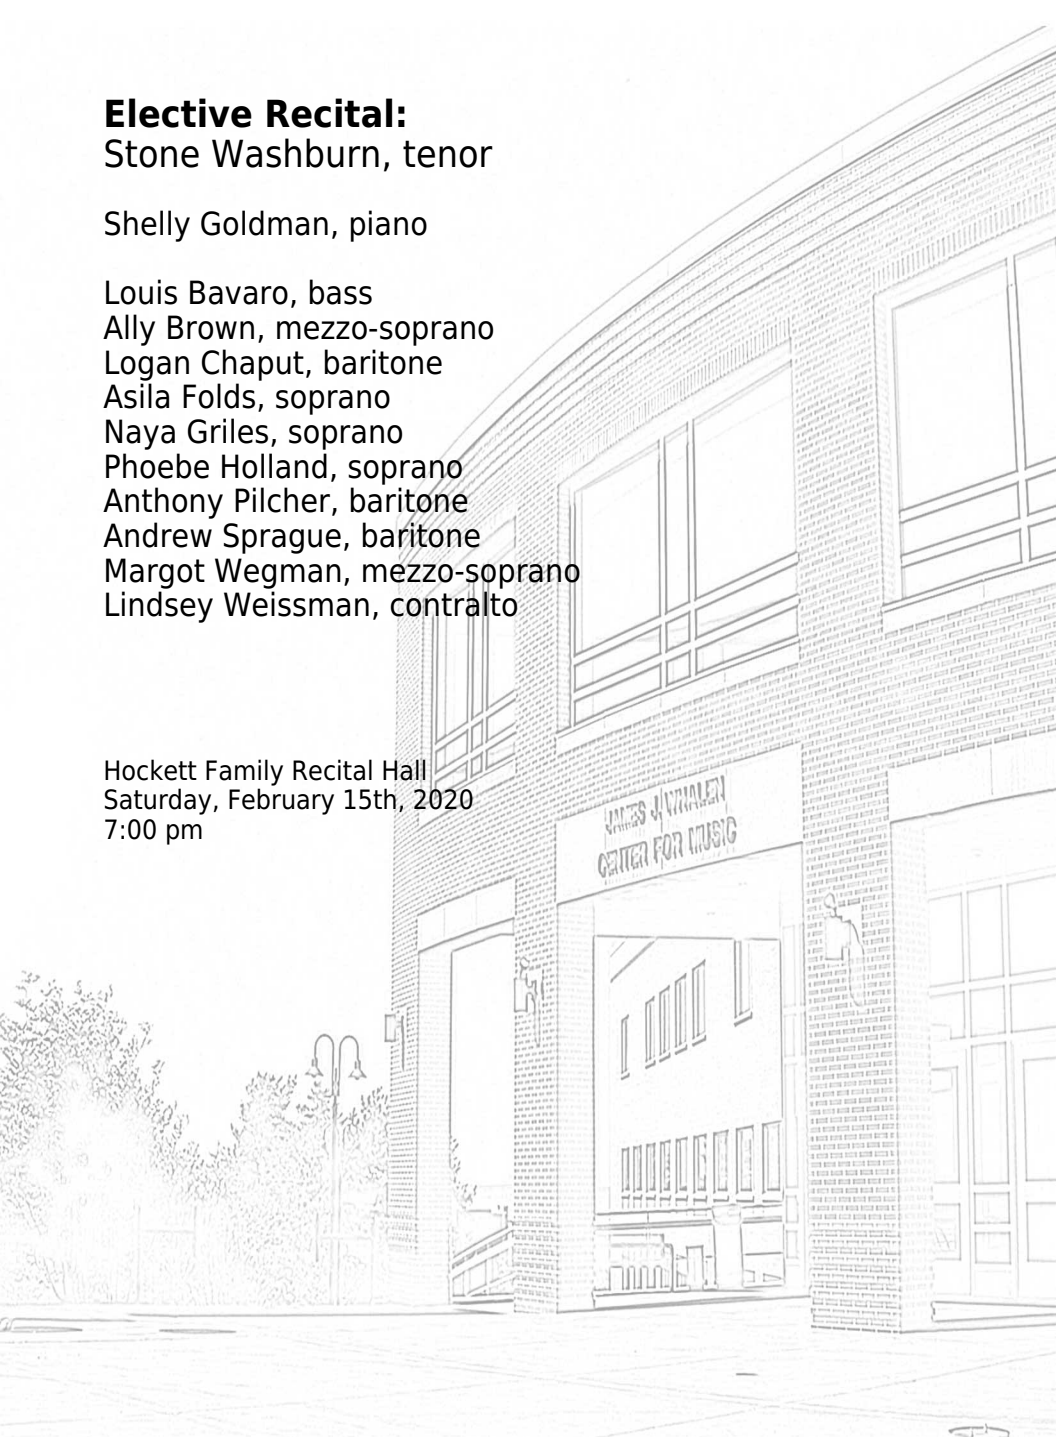 Elective Recital:
Stone Washburn, tenor
Shelly Goldman, piano
Louis Bavaro, bass
Ally Brown, mezzo-soprano
Logan Chaput, baritone
Asila Folds, soprano
Naya Griles, soprano
Phoebe Holland, soprano
Anthony Pilcher, baritone
Andrew Sprague, baritone
Margot Wegman, mezzo-soprano
Lindsey Weissman, contralto
Hockett Family Recital Hall
Saturday, February 15th, 2020
7:00 pm
JAMES J. WHALEN
CENTER FOR MUSIC